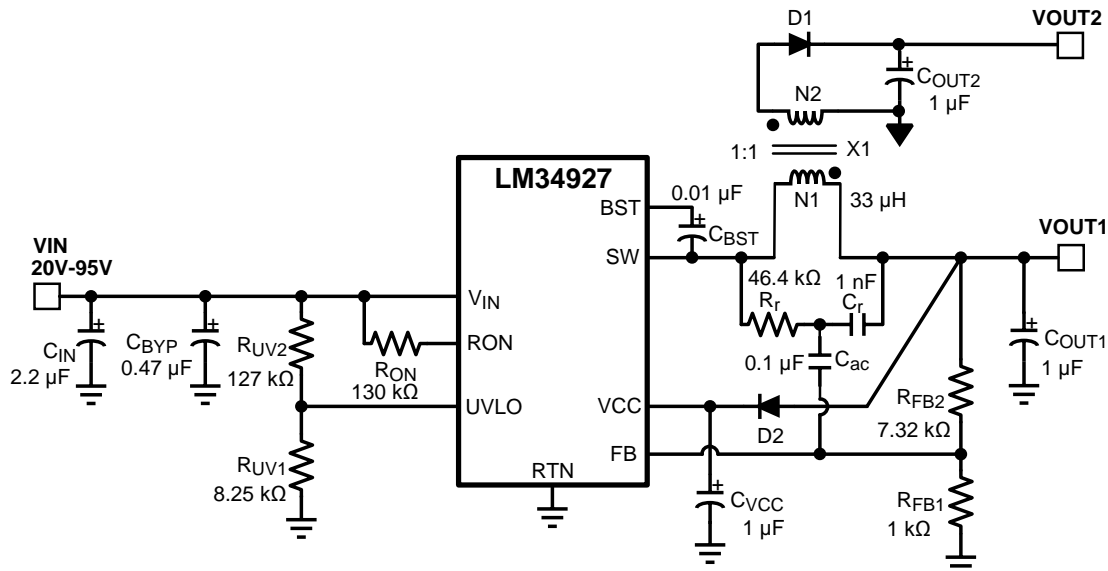 D1
VOUT2
+
COUT2
1 µF
N2
1:1
X1
LM34927
0.01 µF
BST
+
CBST
N1
33 µH
VOUT1
VIN
20V-95V
SW
46.4 kΩ
1 nF
Rr
Cr
VIN
+
CIN
2.2 µF
+
CBYP
0.47 µF
RUV2
127 kΩ
RON
RON
130 kΩ
0.1 µF
Cac
+
COUT1
1 µF
UVLO
VCC
D2
RFB2
7.32 kΩ
FB
RUV1
8.25 kΩ
RTN
+
CVCC
1 µF
RFB1
1 kΩ